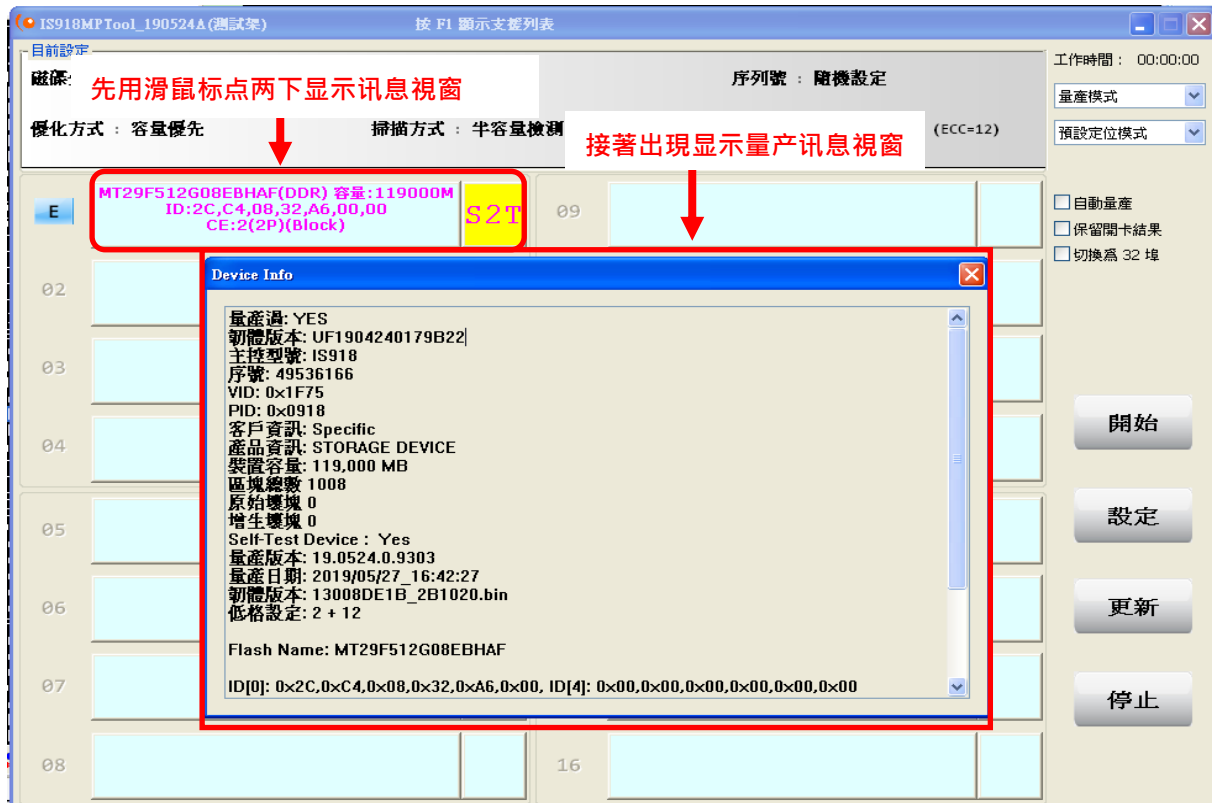 IS918MPTool_190524A(測試架) 按 F1 顯示支援列表
目前設定
工作時間： 00:00:00
先用滑鼠标点两下显示讯息視窗
序列號 : 隨機設定
量產模式
優化方式 : 容量優先 掃描方式 : 半容量檢測 (ECC=12)
預設定位模式
接著出現显示量产讯息視窗
E
MT29F512G08EBHAF(DDR) 容量:119000M
ID:2C,C4,08,32,A6,00,00
CE:2(2P)(Block)
S2T
09
自動量產
保留開卡結果
切換為 32 埠
02
Device Info
量產過: YES
韌體版本: UF1904240179B22
主控型號: IS918
序號: 49536166
VID: 0x1F75
PID: 0x0918
客戶資訊: Specific
產品資訊: STORAGE DEVICE
裝置容量: 119,000 MB
區塊總數 1008
原始壞塊 0
增生壞塊 0
Self-Test Device : Yes
量產版本: 19.0524.0.9303
量產日期: 2019/05/27_16:42:27
韌體版本: 13008DE1B_2B1020.bin
低格設定: 2 + 12
Flash Name: MT29F512G08EBHAF
ID[0]: 0x2C,0xC4,0x08,0x32,0xA6,0x00, ID[4]: 0x00,0x00,0x00,0x00,0x00,0x00
03
04
05
06
07
08
16
開始
設定
更新
停止